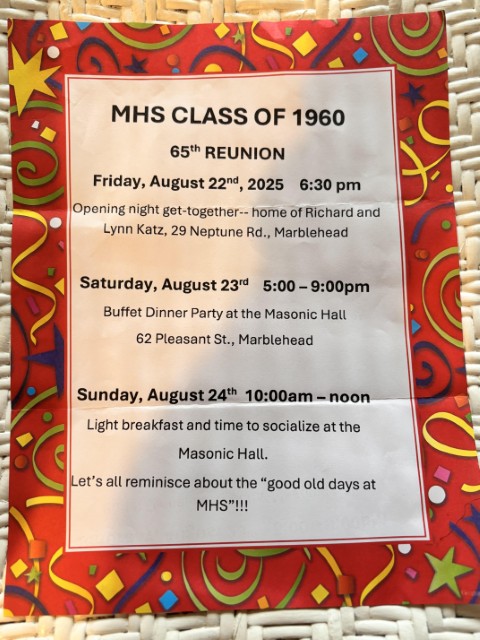 MHS CLASS OF 1960
65th REUNION
Friday, August 22nd, 2025 6:30 pm
Opening night get-together-- home of Richard and
Lynn Katz, 29 Neptune Rd., Marblehead
Saturday, August 23rd 5:00 – 9:00pm
Buffet Dinner Party at the Masonic Hall
62 Pleasant St., Marblehead
Sunday, August 24th 10:00am – noon
Light breakfast and time to socialize at the
Masonic Hall.
Let's all reminisce about the “good old days at
MHS”!!!